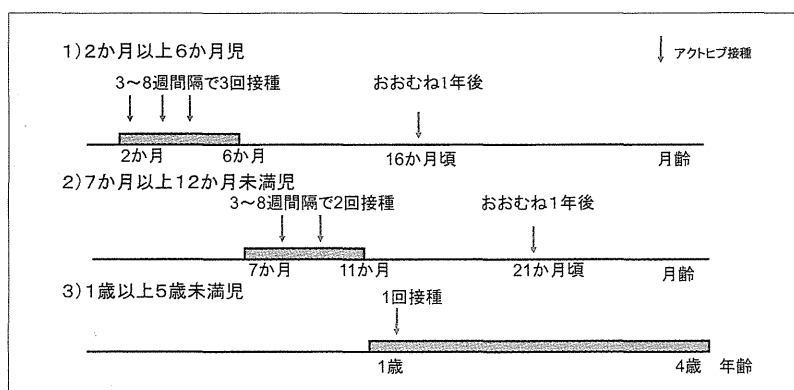 1)2か月以上6か月児
アクトヒブ接種
3~8週間隔で3回接種
おおむね1年後
2か月 6か月 16か月頃 月齢
2)7か月以上12か月未満児
3~8週間隔で2回接種
おおむね1年後
7か月 11か月 21か月頃 月齢
3)1歳以上5歳未満児
1回接種
1歳 4歳 年齢